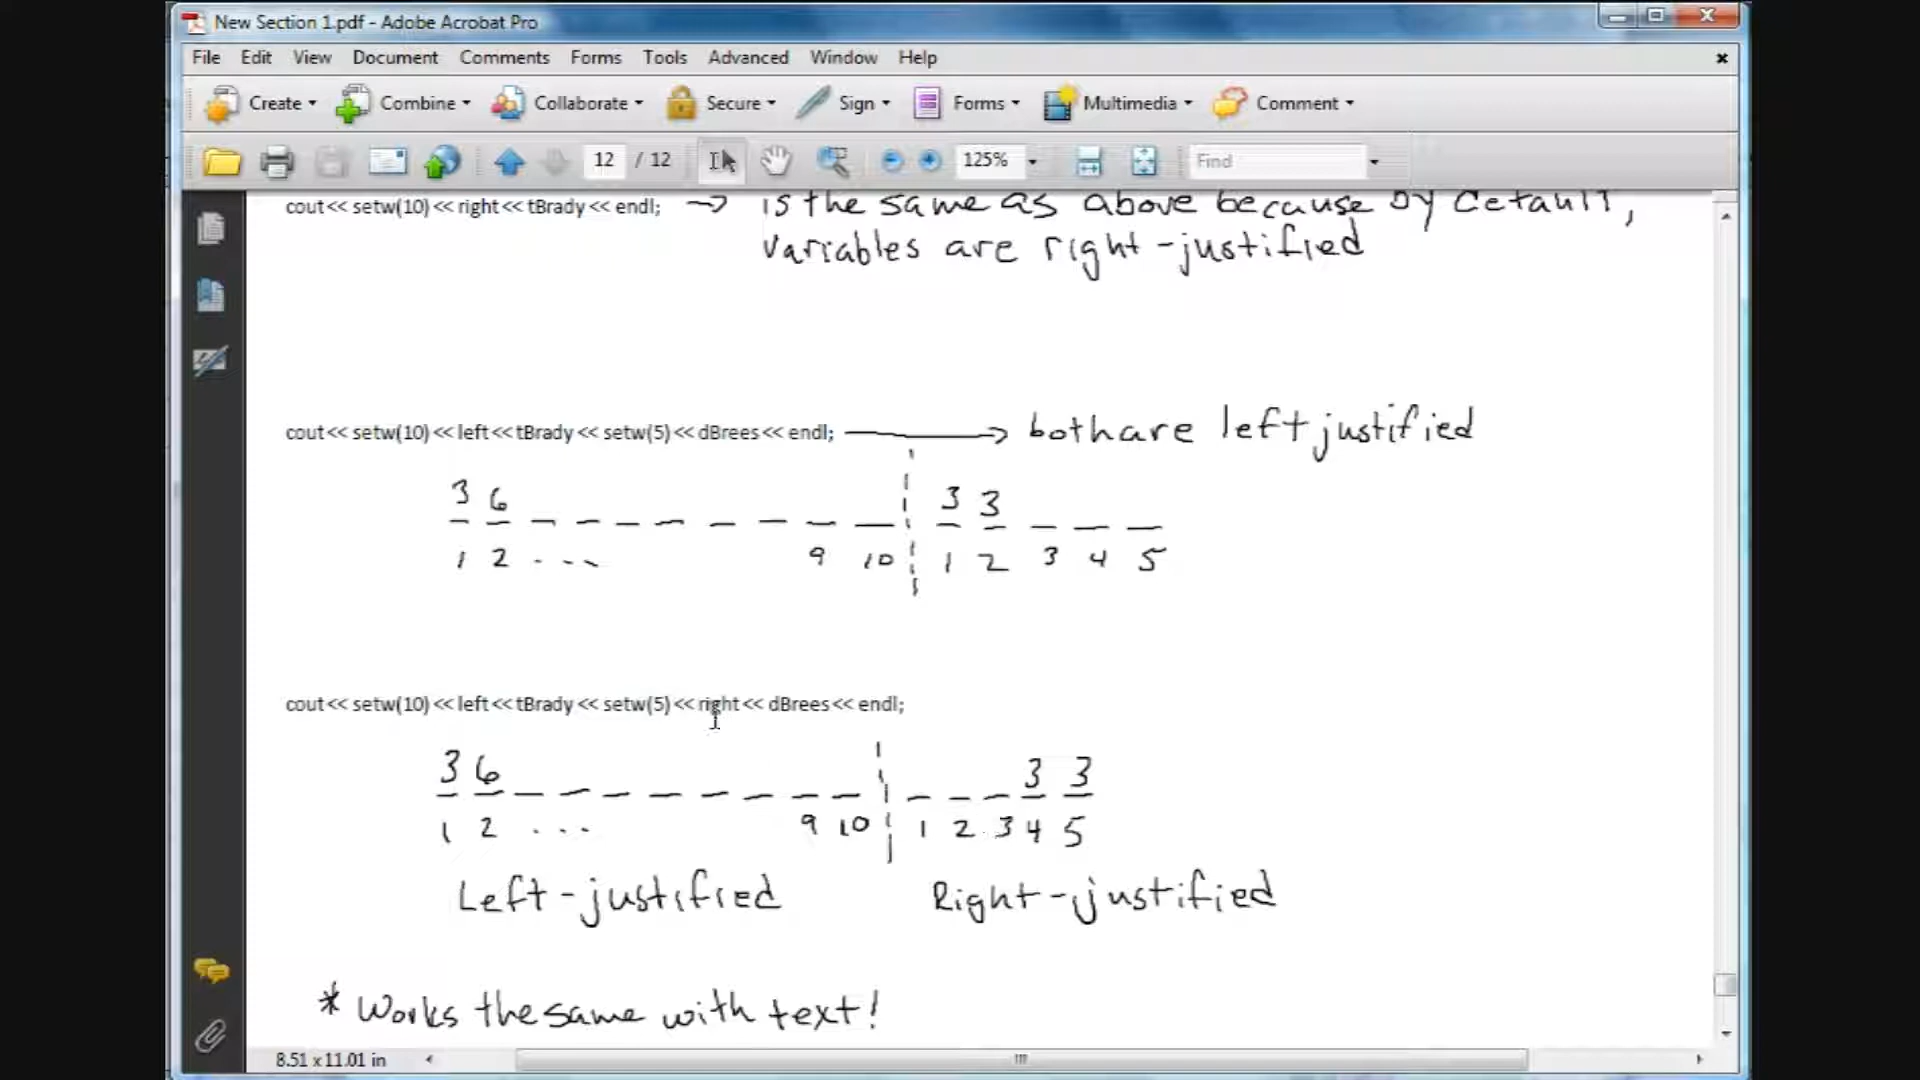 New Section 1.pdf - Adobe Acrobat Pro
File Edit View Document Comments Forms Tools Advanced Window Help
Create Combine Collaborate Secure Sign Forms Multimedia Comment
12 / 12 125% Find
cout<< setw(10)<< right<< tBrady<< endl; → is the same as above because by default,
variables are right-justified
cout<< setw(10)<< left<<tBrady<< setw(5)<< dBrees<< endl; → both are left justified
3 6 3 3
1 2 ... 9 10 1 2 3 4 5
cout<< setw(10)<< left<<tBrady<< setw(5)<<right<< dBrees<< endl;
3 6 3 3
1 2 ... 9 10 1 2 3 4 5
Left-justified Right-justified
* Works the same with text!
8.51 x 11.01 in